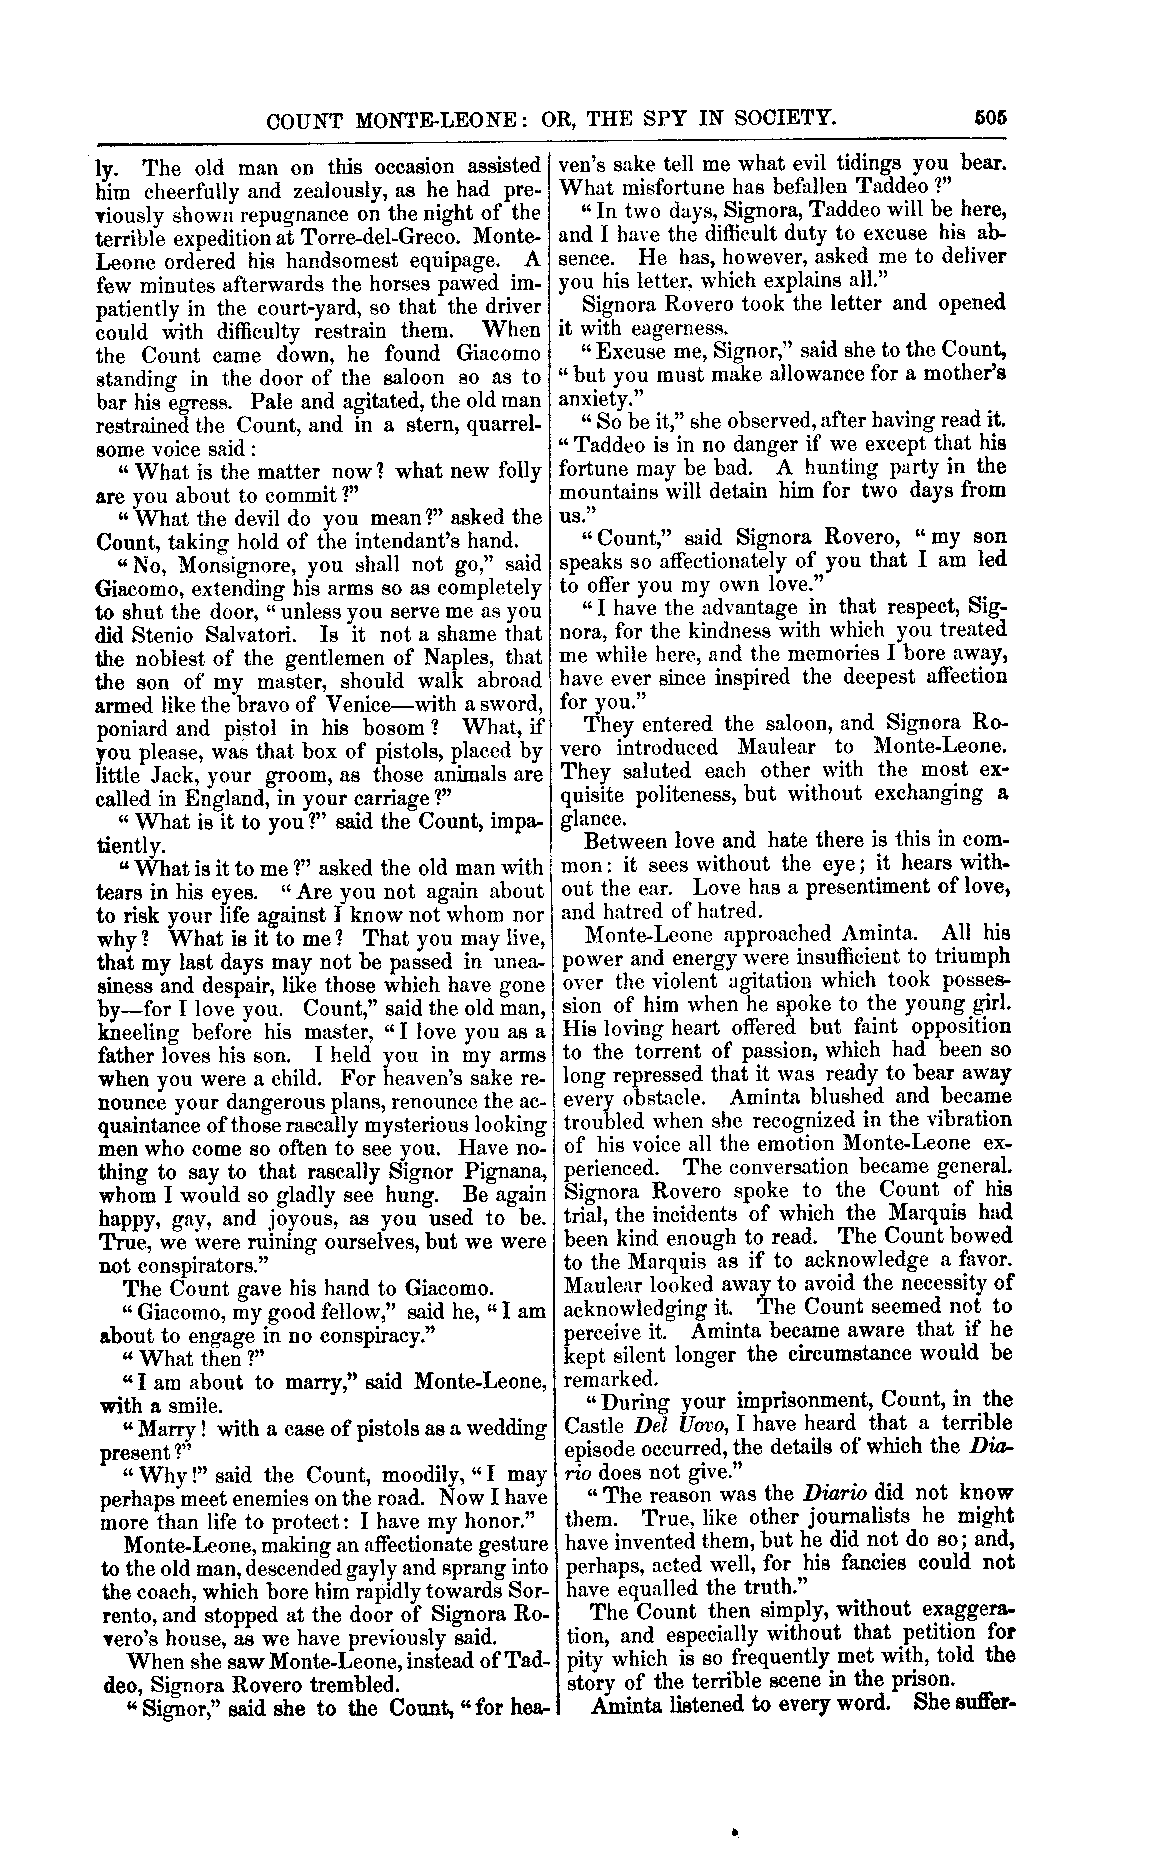 COUNT MONTE-LEONE: OR, THE SPY IN SOCIETY. 505
ly. The old man on this occasion assisted
him cheerfully and zealously, as he had pre-
viously shown repugnance on the night of the
terrible expedition at Torre-del-Greco. Monte-
Leone ordered his handsomest equipage. A
few minutes afterwards the horses pawed im-
patiently in the court-yard, so that the driver
could with difficulty restrain them. When
the Count came down, he found Giacomo
standing in the door of the saloon so as to
bar his egress. Pale and agitated, the old man
restrained the Count, and in a stern, quarrel-
some voice said:
"What is the matter now? what new folly
are you about to commit?"
"What the devil do you mean?" asked the
Count, taking hold of the intendant's hand.
"No, Monsignore, you shall not go," said
Giacomo, extending his arms so as completely
to shut the door, "unless you serve me as you
did Stenio Salvatori. Is it not a shame that
the noblest of the gentlemen of Naples, that
the son of my master, should walk abroad
armed like the bravo of Venice—with a sword,
poniard and pistol in his bosom? What, if
you please, was that box of pistols, placed by
little Jack, your groom, as those animals are
called in England, in your carriage?"
"What is it to you?" said the Count, impa-
tiently.
"What is it to me?" asked the old man with
tears in his eyes. "Are you not again about
to risk your life against I know not whom nor
why? What is it to me? That you may live,
that my last days may not be passed in unea-
siness and despair, like those which have gone
by—for I love you. Count," said the old man,
kneeling before his master, "I love you as a
father loves his son. I held you in my arms
when you were a child. For heaven's sake re-
nounce your dangerous plans, renounce the ac-
quaintance of those rascally mysterious looking
men who come so often to see you. Have no-
thing to say to that rascally Signor Pignana,
whom I would so gladly see hung. Be again
happy, gay, and joyous, as you used to be.
True, we were ruining ourselves, but we were
not conspirators."
The Count gave his hand to Giacomo.
"Giacomo, my good fellow," said he, "I am
about to engage in no conspiracy."
"What then?"
"I am about to marry," said Monte-Leone,
with a smile.
"Marry! with a case of pistols as a wedding
present?"
"Why!" said the Count, moodily, "I may
perhaps meet enemies on the road. Now I have
more than life to protect: I have my honor."
Monte-Leone, making an affectionate gesture
to the old man, descended gayly and sprang into
the coach, which bore him rapidly towards Sor-
rento, and stopped at the door of Signora Ro-
vero's house, as we have previously said.
When she saw Monte-Leone, instead of Tad-
deo, Signora Rovero trembled.
"Signor," said she to the Count, "for hea-
ven's sake tell me what evil tidings you bear.
What misfortune has befallen Taddeo?"
"In two days, Signora, Taddeo will be here,
and I have the difficult duty to excuse his ab-
sence. He has, however, asked me to deliver
you his letter, which explains all."
Signora Rovero took the letter and opened
it with eagerness.
"Excuse me, Signor," said she to the Count,
"but you must make allowance for a mother's
anxiety."
"So be it," she observed, after having read it.
"Taddeo is in no danger if we except that his
fortune may be bad. A hunting party in the
mountains will detain him for two days from
us."
"Count," said Signora Rovero, "my son
speaks so affectionately of you that I am led
to offer you my own love."
"I have the advantage in that respect, Sig-
nora, for the kindness with which you treated
me while here, and the memories I bore away,
have ever since inspired the deepest affection
for you."
They entered the saloon, and Signora Ro-
vero introduced Maulear to Monte-Leone.
They saluted each other with the most ex-
quisite politeness, but without exchanging a
glance.
Between love and hate there is this in com-
mon: it sees without the eye; it hears with-
out the ear. Love has a presentiment of love,
and hatred of hatred.
Monte-Leone approached Aminta. All his
power and energy were insufficient to triumph
over the violent agitation which took posses-
sion of him when he spoke to the young girl.
His loving heart offered but faint opposition
to the torrent of passion, which had been so
long repressed that it was ready to bear away
every obstacle. Aminta blushed and became
troubled when she recognized in the vibration
of his voice all the emotion Monte-Leone ex-
perienced. The conversation became general.
Signora Rovero spoke to the Count of his
trial, the incidents of which the Marquis had
been kind enough to read. The Count bowed
to the Marquis as if to acknowledge a favor.
Maulear looked away to avoid the necessity of
acknowledging it. The Count seemed not to
perceive it. Aminta became aware that if he
kept silent longer the circumstance would be
remarked.
"During your imprisonment, Count, in the
Castle Del Uovo, I have heard that a terrible
episode occurred, the details of which the Dia-
rio does not give."
"The reason was the Diario did not know
them. True, like other journalists he might
have invented them, but he did not do so; and,
perhaps, acted well, for his fancies could not
have equalled the truth."
The Count then simply, without exaggera-
tion, and especially without that petition for
pity which is so frequently met with, told the
story of the terrible scene in the prison.
Aminta listened to every word. She suffer-